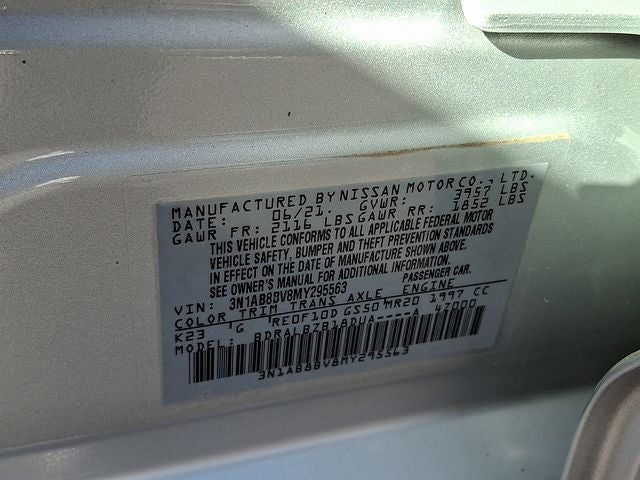 MANUFACTURED BY NISSAN MOTOR CO., LTD.
DATE: 06/21. GVWR: 3957 LBS
GAWR FR: 2116 LBS GAWR RR: 1852 LBS
THIS VEHICLE CONFORMS TO ALL APPLICABLE FEDERAL MOTOR
VEHICLE SAFETY, BUMPER AND THEFT PREVENTION STANDARDS
IN EFFECT ON THE DATE OF MANUFACTURE SHOWN ABOVE.
SEE OWNER'S MANUAL FOR ADDITIONAL INFORMATION.
VIN: 3N1AB8BV8MY295563 PASSENGER CAR.
COLOR TRIM TRANS AXLE ENGINE
K23 G RE0F10D GS50 MR20 1997 CC
MODEL: BDRALBZB18DUA----A 47000
3N1AB8BV8MY295563